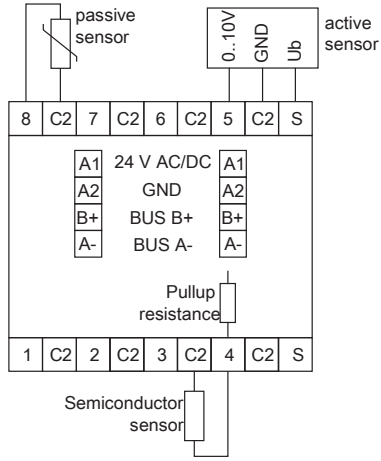 passive
sensor
active
sensor
0..10V
GND
Ub
8 C2 7 C2 6 C2 5 C2 S
A1 24 V AC/DC A1
A2 GND A2
B+ BUS B+ B+
A- BUS A- A-
Pullup
resistance
1 C2 2 C2 3 C2 4 C2 S
Semiconductor
sensor